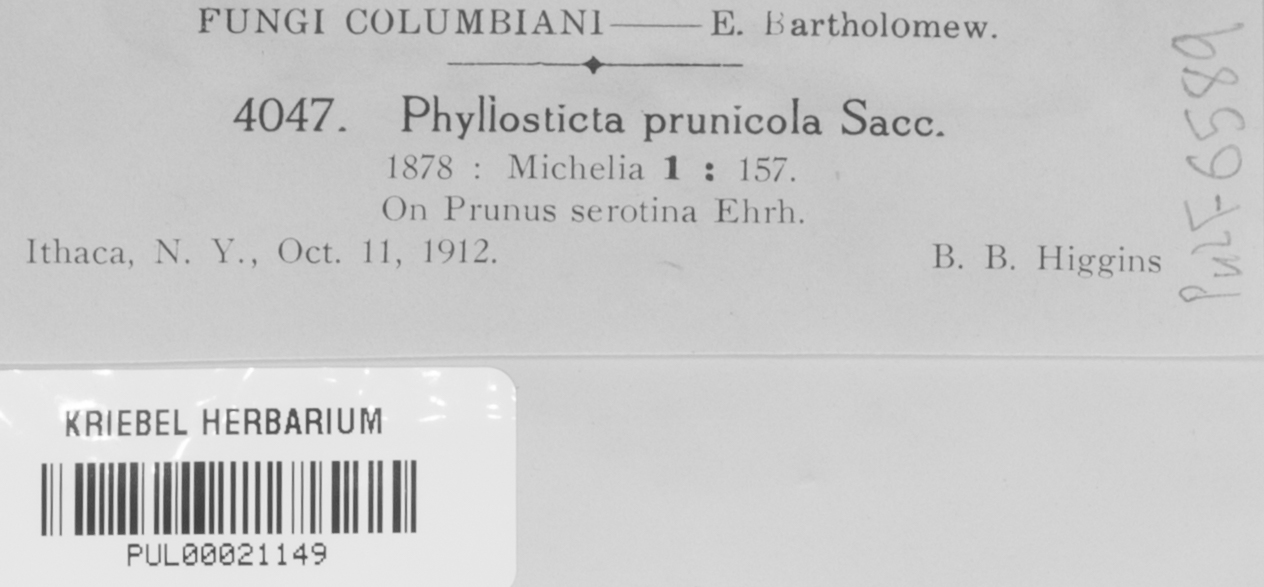 FUNGI COLUMBIANI——E. Bartholomew.
4047. Phyllosticta prunicola Sacc.
1878 : Michelia 1 : 157.
On Prunus serotina Ehrh.
Ithaca, N. Y., Oct. 11, 1912. B. B. Higgins
PulF-6589
KRIEBEL HERBARIUM
PUL00021149